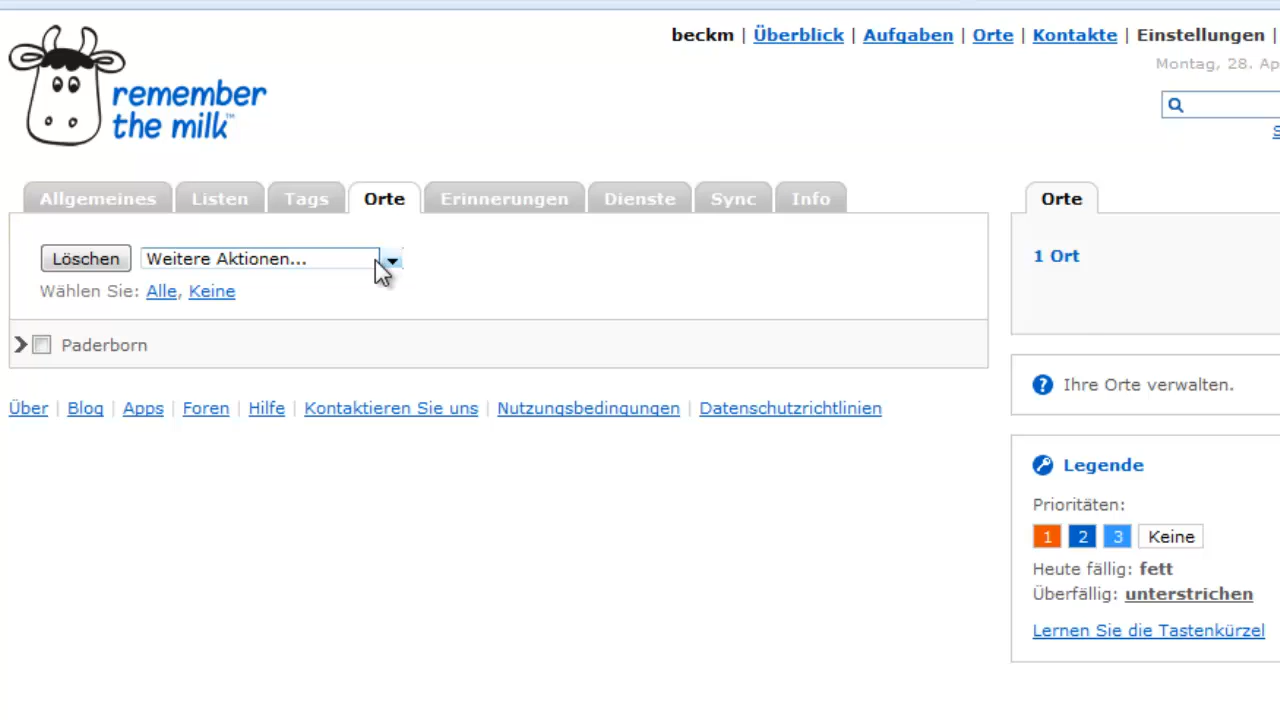 beckm | Überblick | Aufgaben | Orte | Kontakte | Einstellungen |
Montag, 28. Ap
remember
the milk™
Allgemeines Listen Tags Orte Erinnerungen Dienste Sync Info
Orte
Löschen Weitere Aktionen...
1 Ort
Wählen Sie: Alle, Keine
Paderborn
Ihre Orte verwalten.
Über | Blog | Apps | Foren | Hilfe | Kontaktieren Sie uns | Nutzungsbedingungen | Datenschutzrichtlinien
Legende
Prioritäten:
1 2 3 Keine
Heute fällig: fett
Überfällig: unterstrichen
Lernen Sie die Tastenkürzel